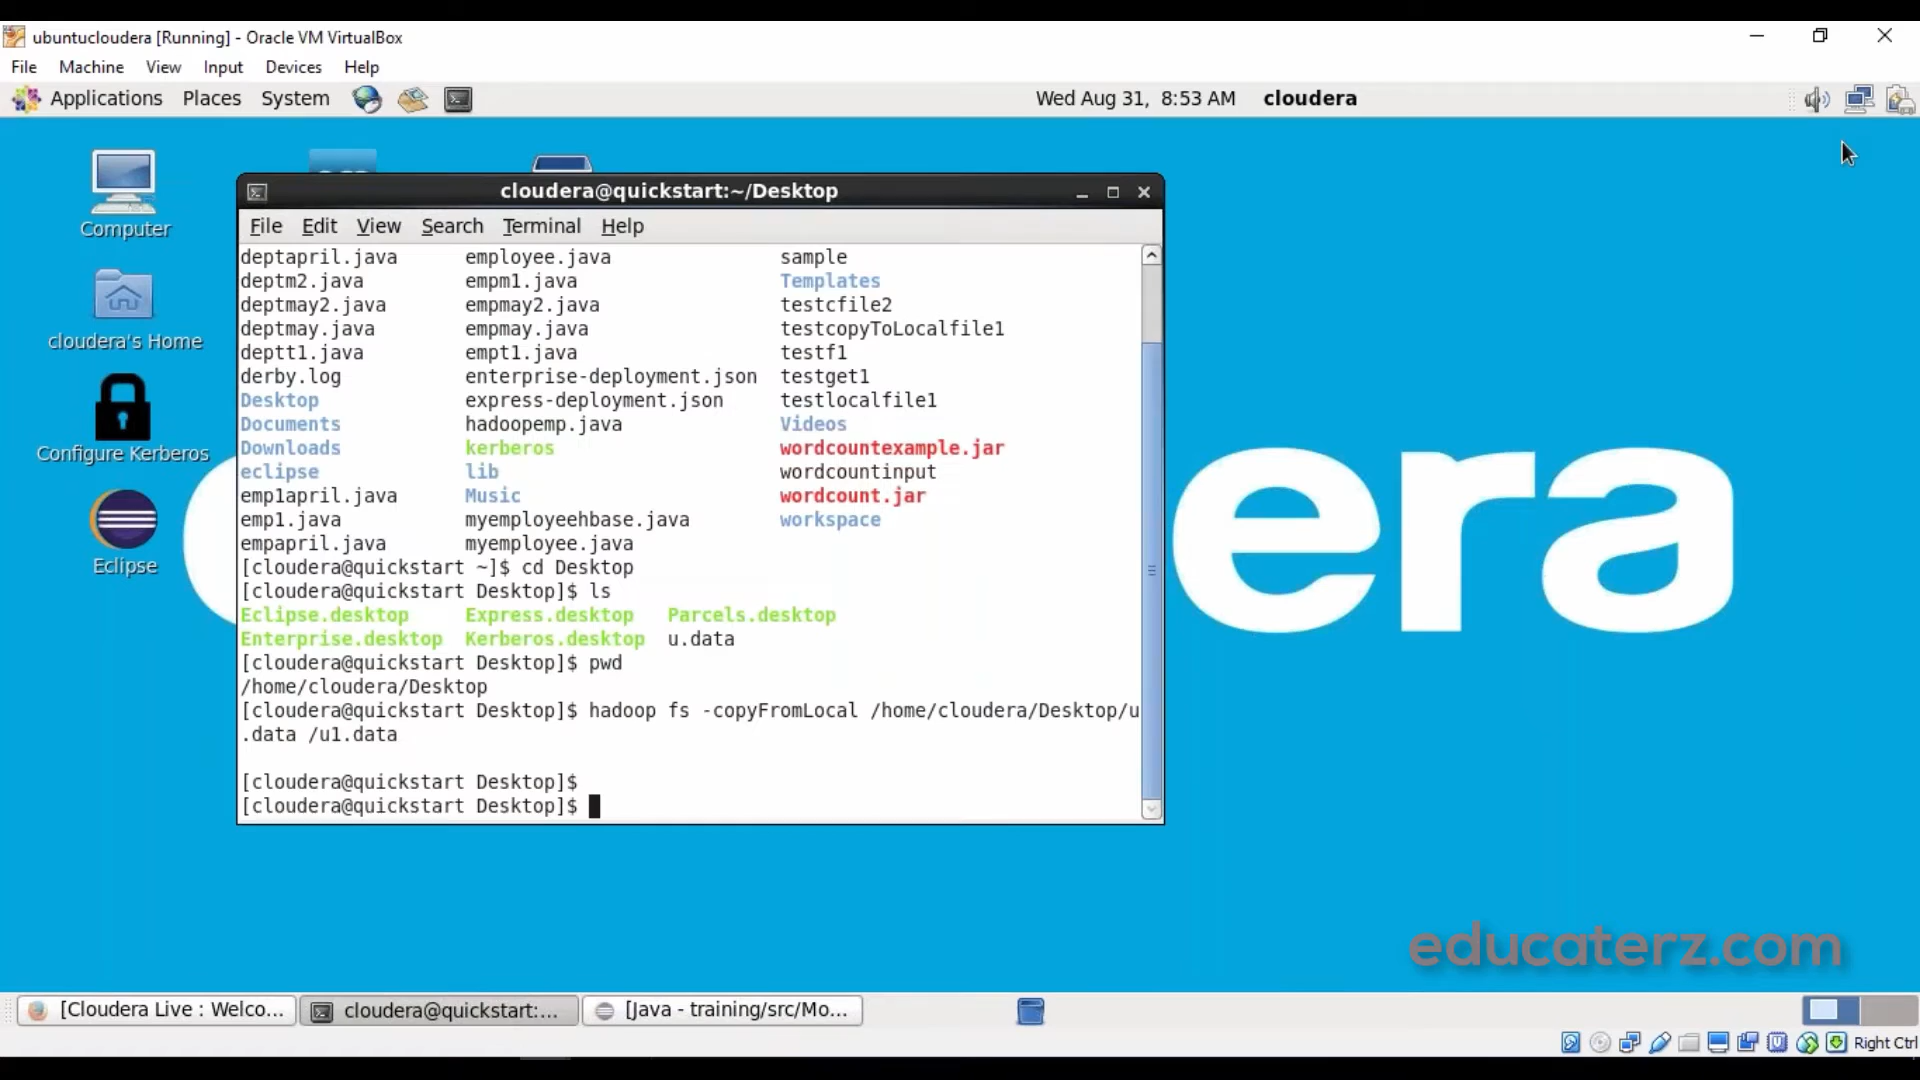 ubuntucloudera [Running] - Oracle VM VirtualBox
File Machine View Input Devices Help
Applications Places System Wed Aug 31, 8:53 AM cloudera
Computer
cloudera's Home
Configure Kerberos
Eclipse
cloudera@quickstart:~/Desktop
File Edit View Search Terminal Help
deptapril.java employee.java sample
deptm2.java empm1.java Templates
deptmay2.java empmay2.java testcfile2
deptmay.java empmay.java testcopyToLocalfile1
deptt1.java empt1.java testf1
derby.log enterprise-deployment.json testget1
Desktop express-deployment.json testlocalfile1
Documents hadoopemp.java Videos
Downloads kerberos wordcountexample.jar
eclipse lib wordcountinput
emp1april.java Music wordcount.jar
emp1.java myemployeehbase.java workspace
empapril.java myemployee.java
[cloudera@quickstart ~]$ cd Desktop
[cloudera@quickstart Desktop]$ ls
Eclipse.desktop Express.desktop Parcels.desktop
Enterprise.desktop Kerberos.desktop u.data
[cloudera@quickstart Desktop]$ pwd
/home/cloudera/Desktop
[cloudera@quickstart Desktop]$ hadoop fs -copyFromLocal /home/cloudera/Desktop/u
.data /u1.data
[cloudera@quickstart Desktop]$
[cloudera@quickstart Desktop]$
era
educaterz.com
[Cloudera Live : Welco... cloudera@quickstart:... [Java - training/src/Mo...
Right Ctrl